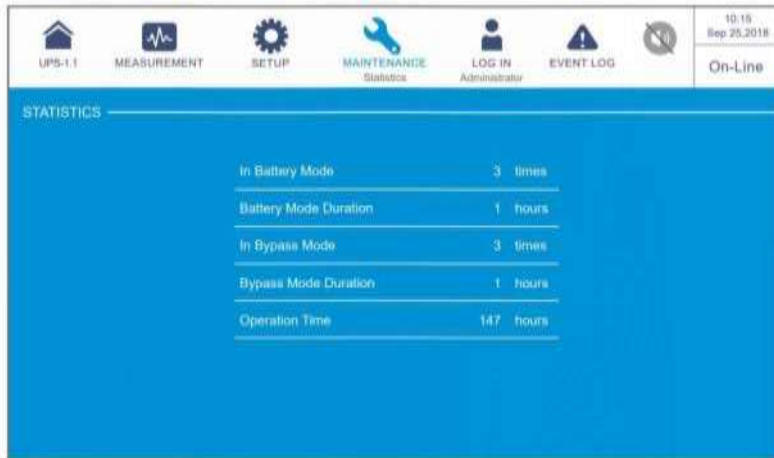 10:15
Sep 25,2018
UPS-1.1 MEASUREMENT SETUP MAINTENANCE LOG IN EVENT LOG
Statistics Administrator
On-Line
STATISTICS
In Battery Mode 3 times
Battery Mode Duration 1 hours
In Bypass Mode 3 times
Bypass Mode Duration 1 hours
Operation Time 147 hours